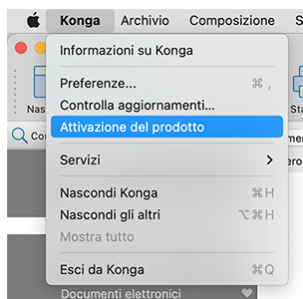 Konga Archivio Composizione S
Informazioni su Konga
Preferenze... ⌘ ,
Controlla aggiornamenti...
Attivazione del prodotto
Servizi >
Nascondi Konga ⌘ H
Nascondi gli altri ⌥ ⌘ H
Mostra tutto
Esci da Konga ⌘ Q
Documenti elettronici